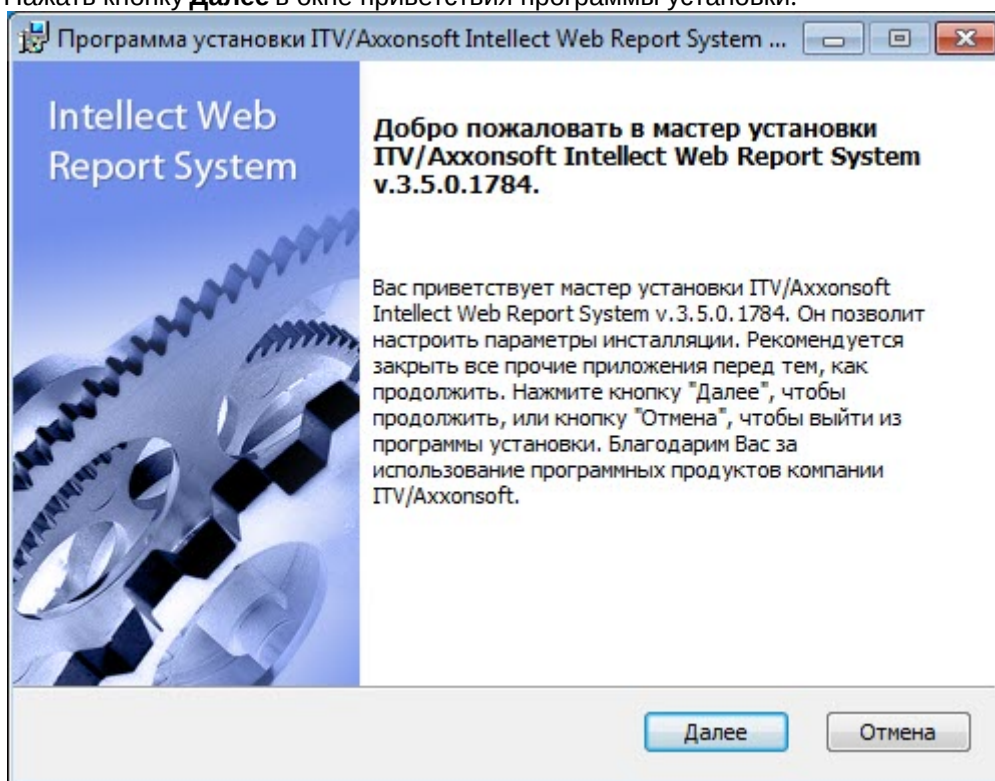 Нажать кнопку Далее в окне приветствия программы установки.
Программа установки ITV/Axxonsoft Intellect Web Report System ...
Intellect Web
Report System
Добро пожаловать в мастер установки
ITV/Axxonsoft Intellect Web Report System
v.3.5.0.1784.
Вас приветствует мастер установки ITV/Axxonsoft
Intellect Web Report System v.3.5.0.1784. Он позволит
настроить параметры инсталляции. Рекомендуется
закрыть все прочие приложения перед тем, как
продолжить. Нажмите кнопку "Далее", чтобы
продолжить, или кнопку "Отмена", чтобы выйти из
программы установки. Благодарим Вас за
использование программных продуктов компании
ITV/Axxonsoft.
Далее
Отмена